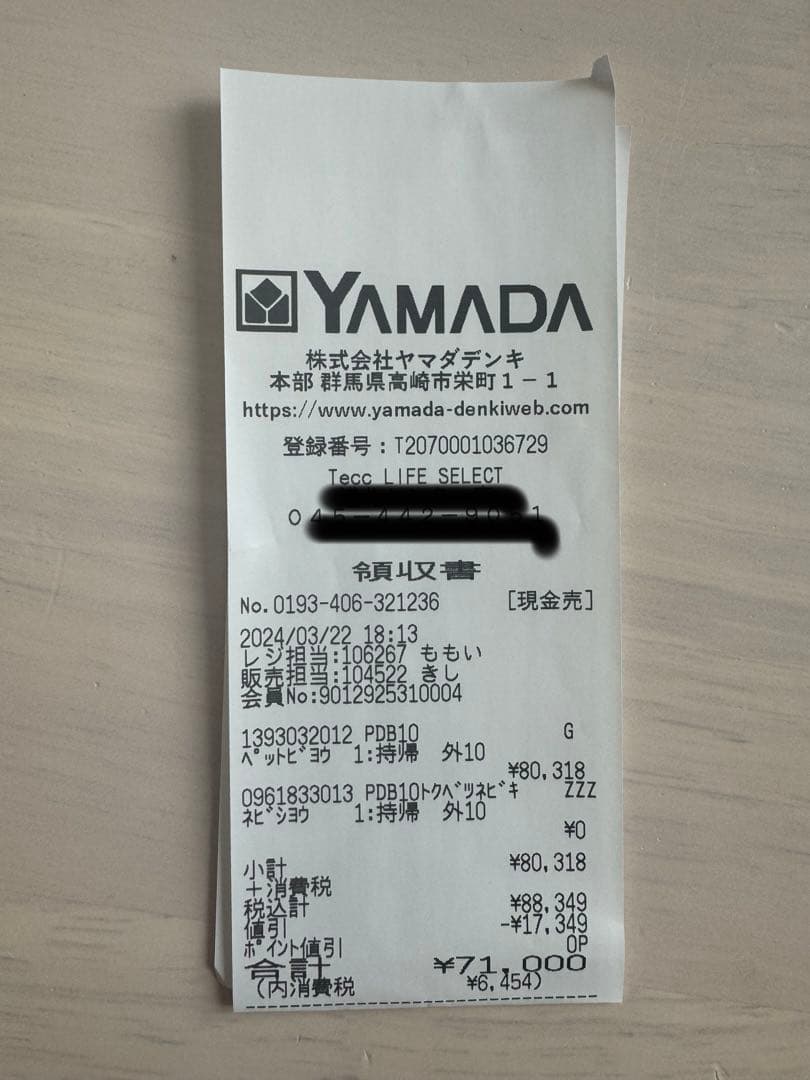 YAMADA
株式会社ヤマダデンキ
本部 群馬県高崎市栄町1-1
https://www.yamada-denkiweb.com
登録番号:T2070001036729
Tecc LIFE SELECT
領収書
No.0193-406-321236 [現金売]
2024/03/22 18:13
レジ担当:106267 ももい
販売担当:104522 きし
会員No:9012925310004
1393032012 PDB10 G
ペットビヨウ 1:持帰 外10
¥80,318
0961833013 PDB10トクベツネビキ ZZZ
ネビシヨウ 1:持帰 外10
¥0
小計 ¥80,318
+消費税
税込計 ¥88,349
値引 -¥17,349
ポイント値引 0P
合計 ¥71,000
(内消費税 ¥6,454)